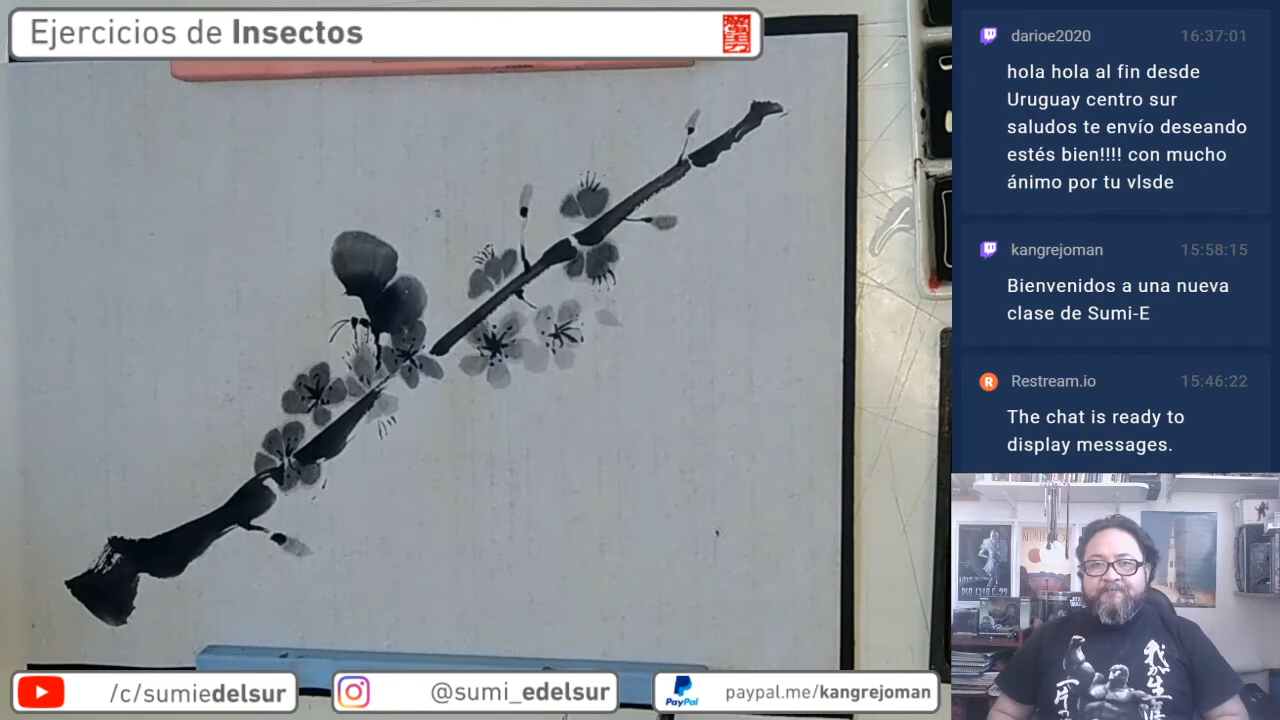 Ejercicios de Insectos
darioe2020 16:37:01
hola hola al fin desde
Uruguay centro sur
saludos te envío deseando
estés bien!!!! con mucho
ánimo por tu vlsde
kangrejoman 15:58:15
Bienvenidos a una nueva
clase de Sumi-E
R Restream.io 15:46:22
The chat is ready to
display messages.
/c/sumiedelsur
@sumi_edelsur
PayPal
paypal.me/kangrejoman